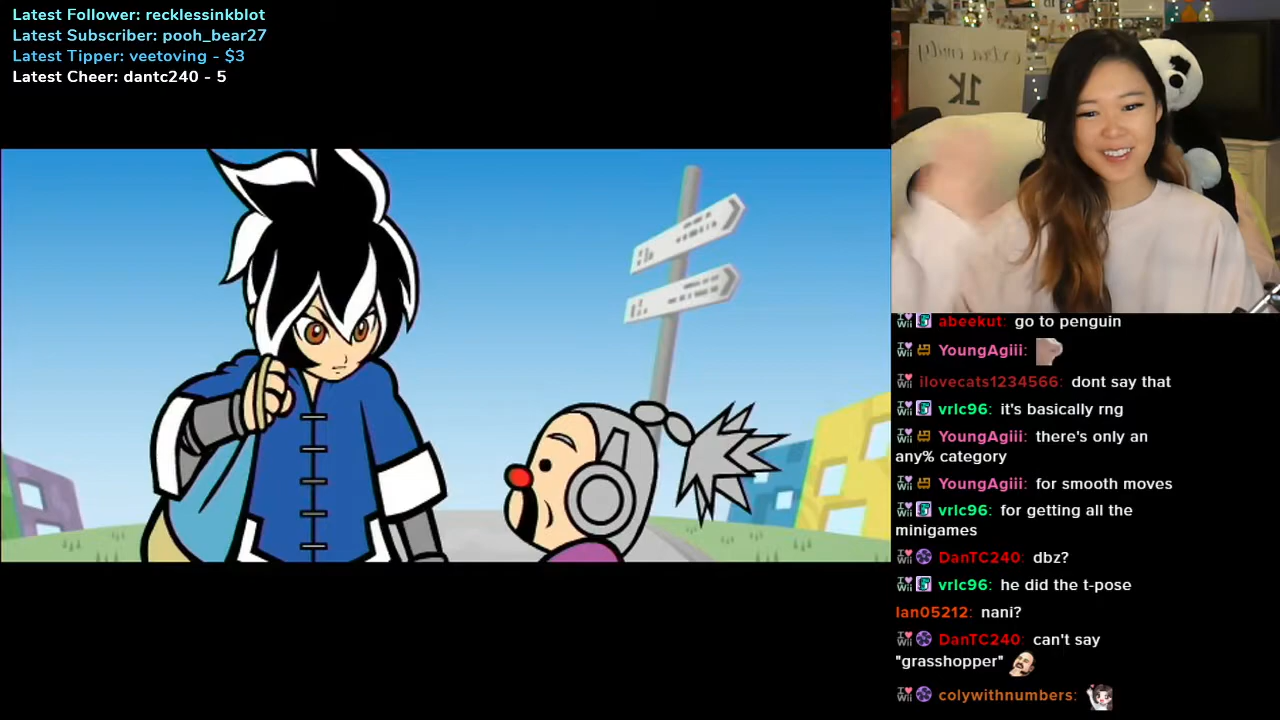 Latest Follower: recklessinkblot
Latest Subscriber: pooh_bear27
Latest Tipper: veetoving - $3
Latest Cheer: dantc240 - 5
extra emily
1K
abeekut: go to penguin
YoungAgiii:
ilovecats1234566: dont say that
vrlc96: it's basically rng
YoungAgiii: there's only an
any% category
YoungAgiii: for smooth moves
vrlc96: for getting all the
minigames
DanTC240: dbz?
vrlc96: he did the t-pose
Ian05212: nani?
DanTC240: can't say
"grasshopper"
colywithnumbers: